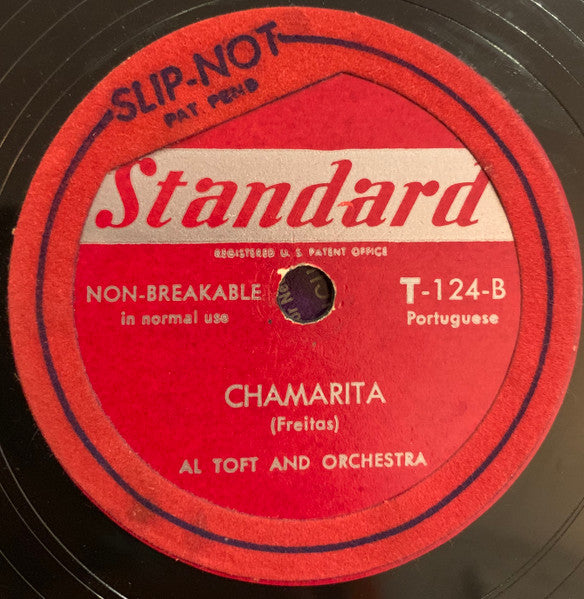 SLIP-NOT
PAT PEND
Standard
REGISTERED U. S. PATENT OFFICE
NON-BREAKABLE
in normal use
T-124-B
Portuguese
CHAMARITA
(Freitas)
AL TOFT AND ORCHESTRA